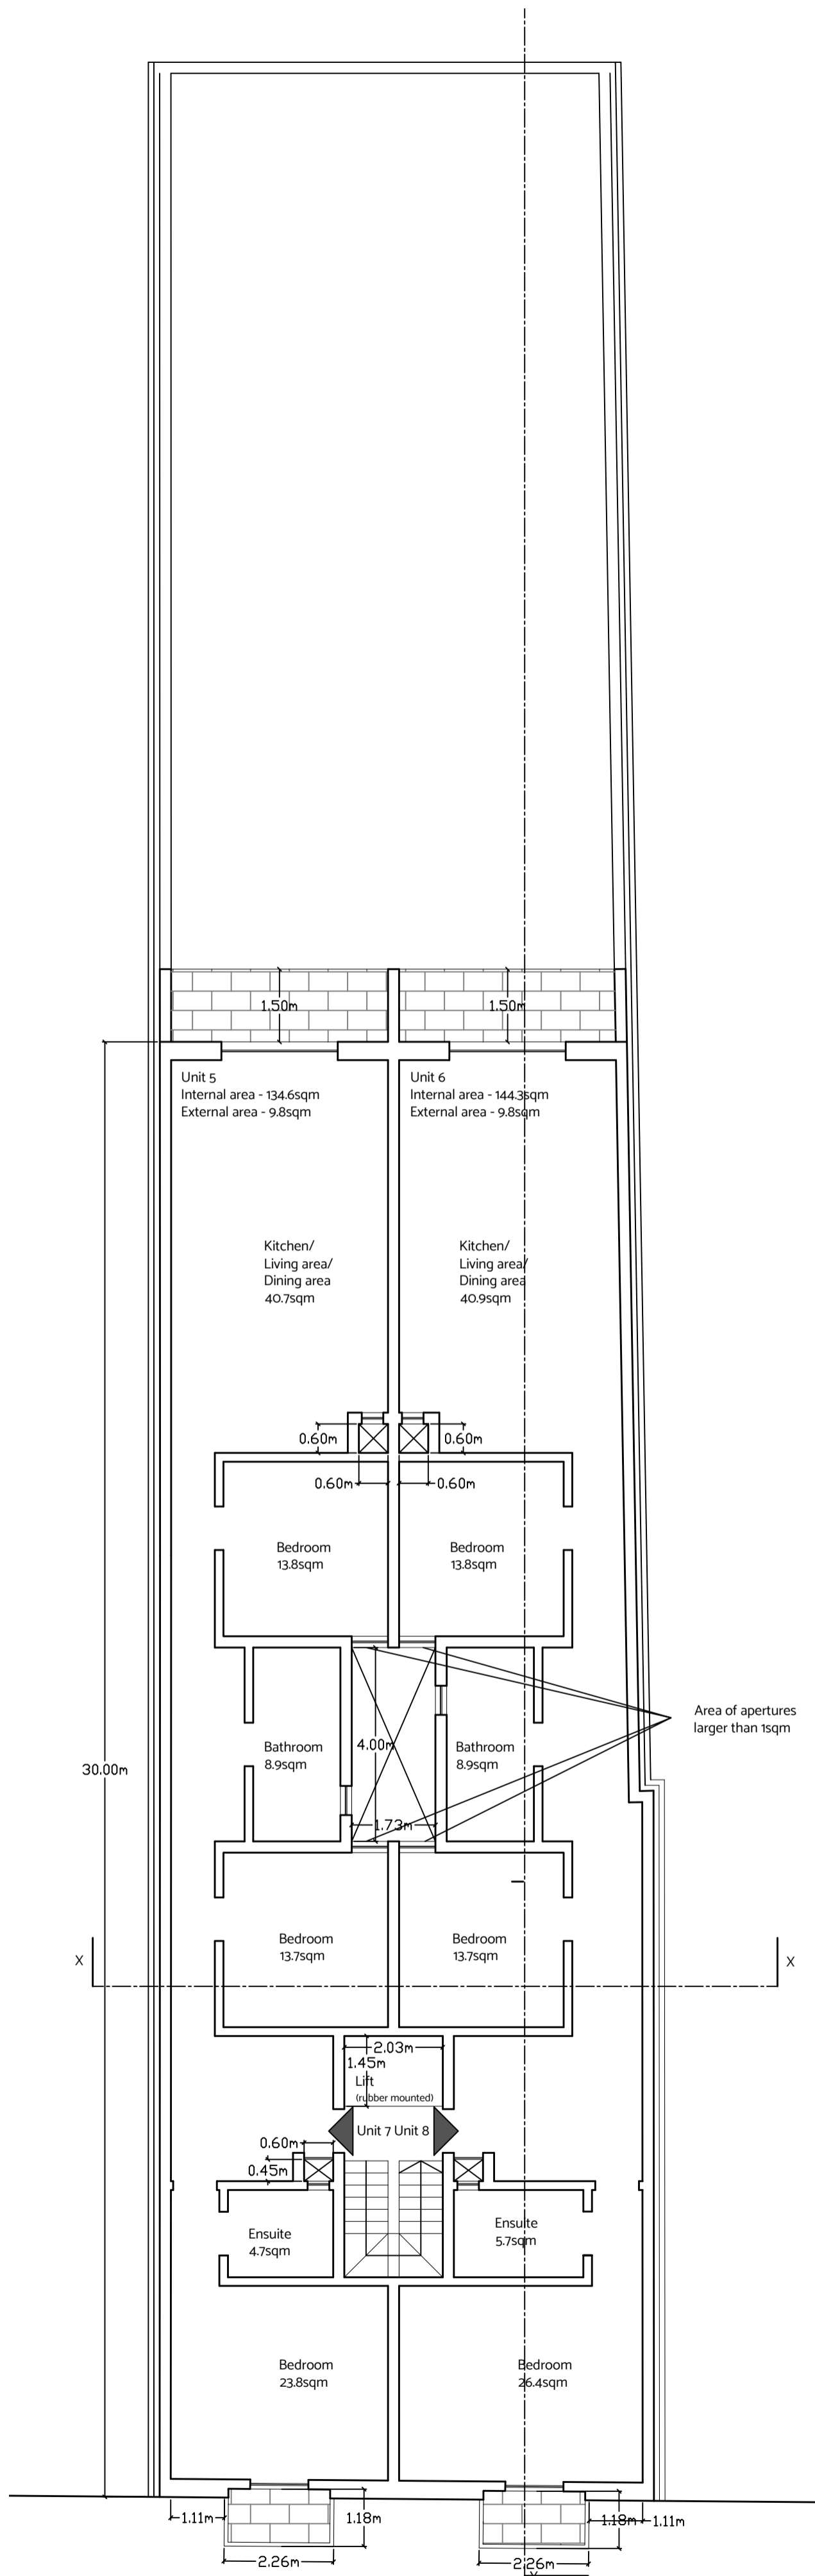 1.50m
1.50m
Unit 5
Internal area - 134.6sqm
External area - 9.8sqm
Unit 6
Internal area - 144.3sqm
External area - 9.8sqm
Kitchen/
Living area/
Dining area
40.7sqm
Kitchen/
Living area/
Dining area
40.9sqm
0.60m
0.60m
0.60m
0.60m
Bedroom
13.8sqm
Bedroom
13.8sqm
Area of apertures
larger than 1sqm
Bathroom
8.9sqm
4.00m
Bathroom
8.9sqm
30.00m
1.73m
Bedroom
13.7sqm
Bedroom
13.7sqm
X
X
2.03m
1.45m
Lift
(rubber mounted)
Unit 7 Unit 8
0.60m
0.45m
Ensuite
4.7sqm
Ensuite
5.7sqm
Bedroom
23.8sqm
Bedroom
26.4sqm
1.11m
1.18m
1.18m
1.11m
2.26m
2.26m